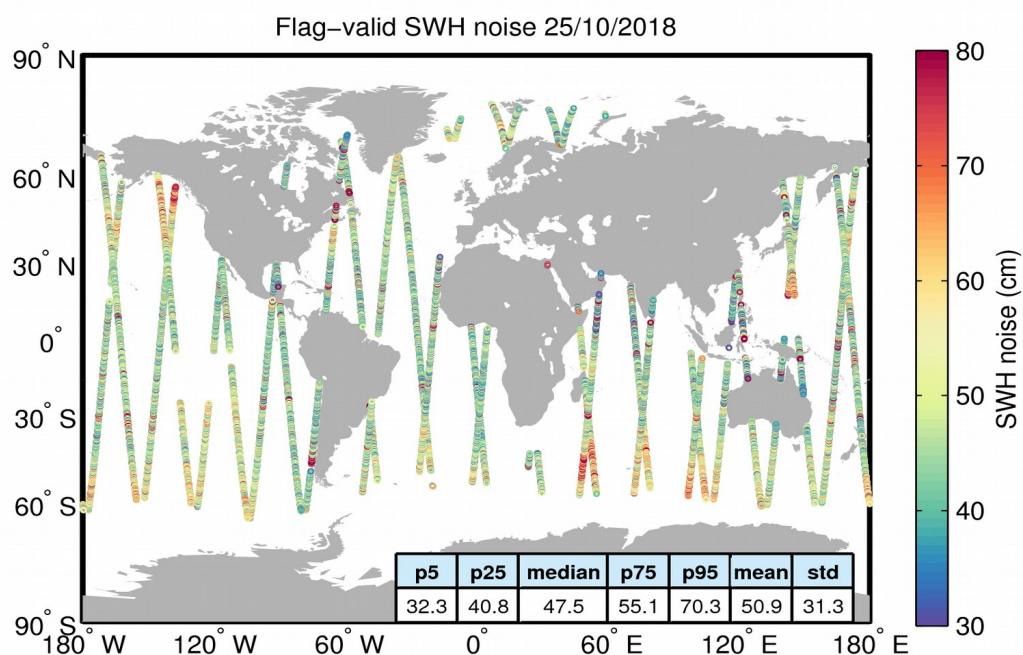 Flag−valid SWH noise 25/10/2018
90° N
60° N
30° N
0°
30° S
60° S
90° S
180° W
120° W
60° W
0°
60° E
120° E
180° E
p5 p25 median p75 p95 mean std
32.3 40.8 47.5 55.1 70.3 50.9 31.3
80
70
60
50
40
30
SWH noise (cm)